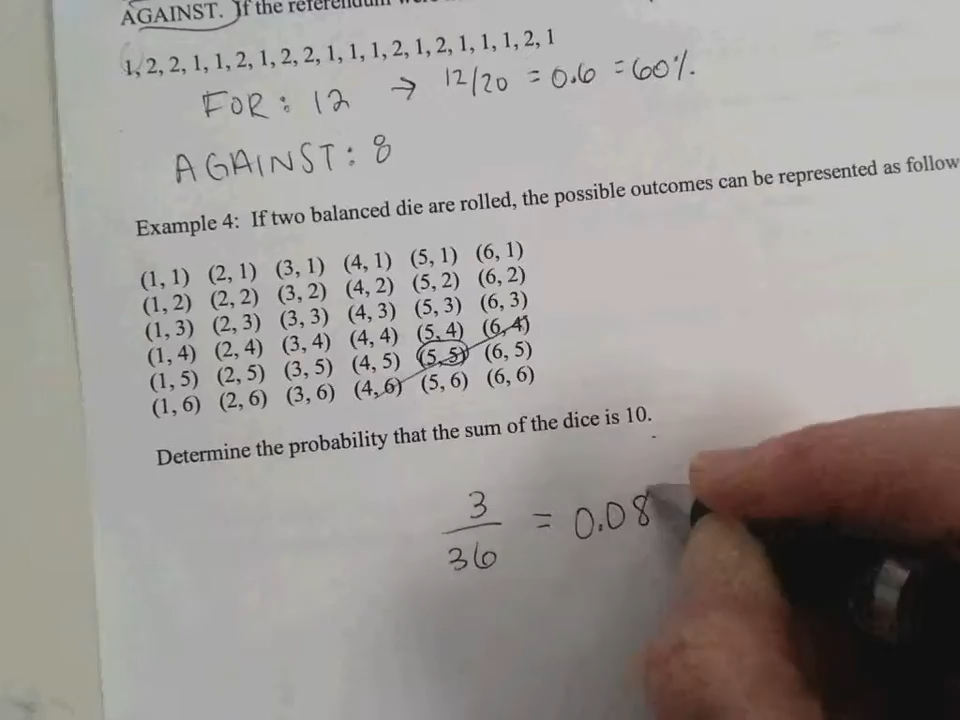 AGAINST. If the referendum
1, 2, 2, 1, 1, 2, 1, 2, 2, 1, 1, 1, 2, 1, 2, 1, 1, 1, 2, 1
FOR: 12 → 12/20 = 0.6 = 60%.
AGAINST: 8
Example 4: If two balanced die are rolled, the possible outcomes can be represented as follow
(1, 1) (2, 1) (3, 1) (4, 1) (5, 1) (6, 1)
(1, 2) (2, 2) (3, 2) (4, 2) (5, 2) (6, 2)
(1, 3) (2, 3) (3, 3) (4, 3) (5, 3) (6, 3)
(1, 4) (2, 4) (3, 4) (4, 4) (5, 4) (6, 4)
(1, 5) (2, 5) (3, 5) (4, 5) (5, 5) (6, 5)
(1, 6) (2, 6) (3, 6) (4, 6) (5, 6) (6, 6)
Determine the probability that the sum of the dice is 10.
3/36 = 0.08